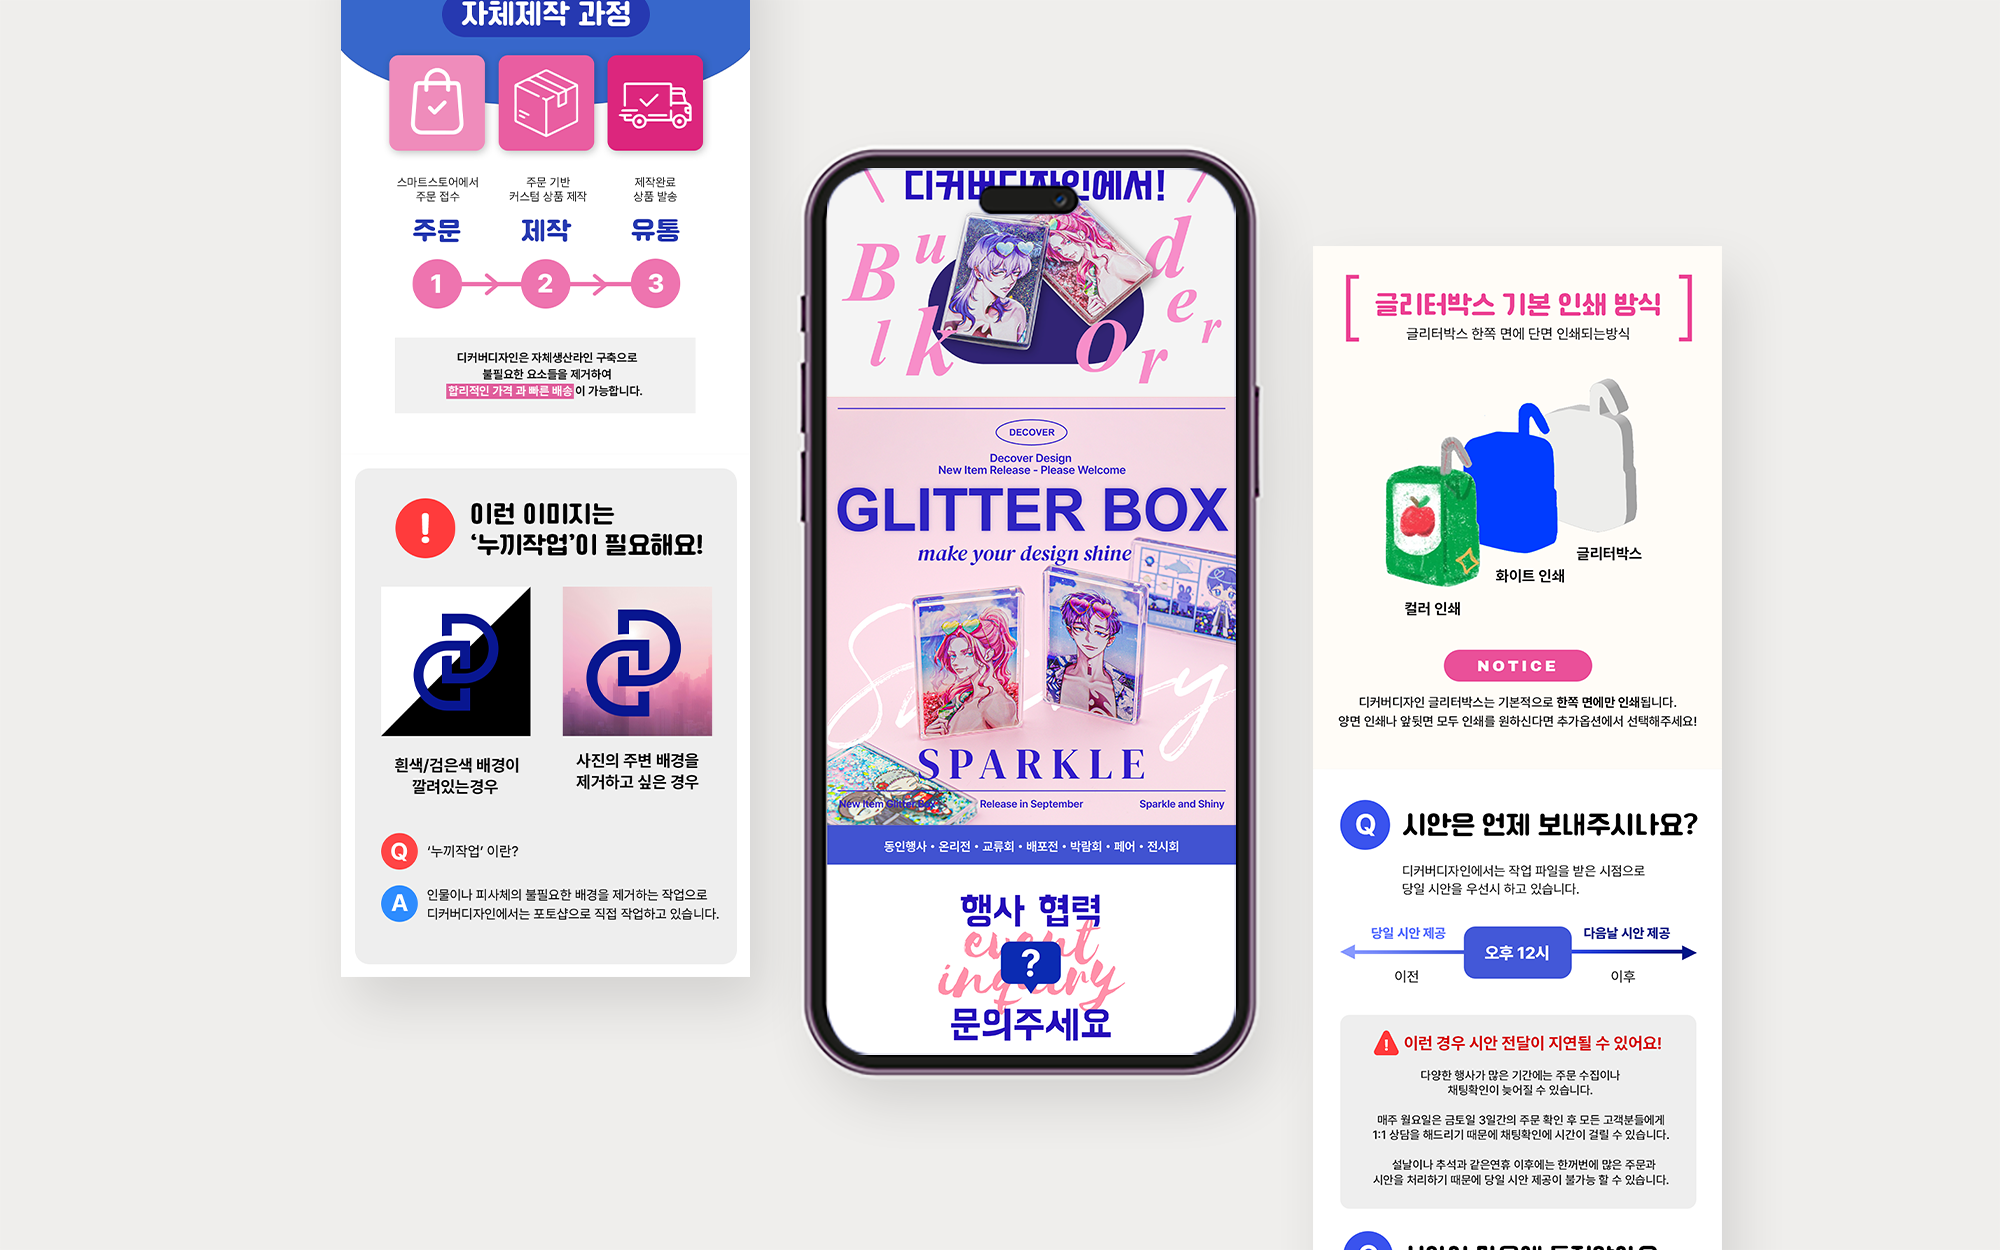 자체제작 과정
스마트스토어에서
주문 접수
주문
주문 기반
커스텀 상품 제작
제작
제작완료
상품 발송
유통
1
2
3
디커버디자인은 자체생산라인 구축으로
불필요한 요소들을 제거하여
합리적인 가격 과 빠른 배송이 가능합니다.
!
이런 이미지는
‘누끼작업’이 필요해요!
흰색/검은색 배경이
깔려있는경우
사진의 주변 배경을
제거하고 싶은 경우
Q
‘누끼작업’ 이란?
A
인물이나 피사체의 불필요한 배경을 제거하는 작업으로
디커버디자인에서는 포토샵으로 직접 작업하고 있습니다.
디커버디자인에서!
Bulk Order
DECOVER
Decover Design
New Item Release - Please Welcome
GLITTER BOX
make your design shine
Shiny
SPARKLE
New Item Glitter Box
Release in September
Sparkle and Shiny
동인행사 • 온리전 • 교류회 • 배포전 • 박람회 • 페어 • 전시회
행사 협력
event
?
inquiry
문의주세요
글리터박스 기본 인쇄 방식
글리터박스 한쪽 면에 단면 인쇄되는방식
글리터박스
화이트 인쇄
컬러 인쇄
NOTICE
디커버디자인 글리터박스는 기본적으로 한쪽 면에만 인쇄됩니다.
양면 인쇄나 앞뒷면 모두 인쇄를 원하신다면 추가옵션에서 선택해주세요!
Q
시안은 언제 보내주시나요?
디커버디자인에서는 작업 파일을 받은 시점으로
당일 시안을 우선시 하고 있습니다.
당일 시안 제공
오후 12시
다음날 시안 제공
이전
이후
이런 경우 시안 전달이 지연될 수 있어요!
다양한 행사가 많은 기간에는 주문 수집이나
채팅확인이 늦어질 수 있습니다.
매주 월요일은 금토일 3일간의 주문 확인 후 모든 고객분들에게
1:1 상담을 해드리기 때문에 채팅확인에 시간이 걸릴 수 있습니다.
설날이나 추석과 같은연휴 이후에는 한꺼번에 많은 주문과
시안을 처리하기 때문에 당일 시안 제공이 불가능 할 수 있습니다.